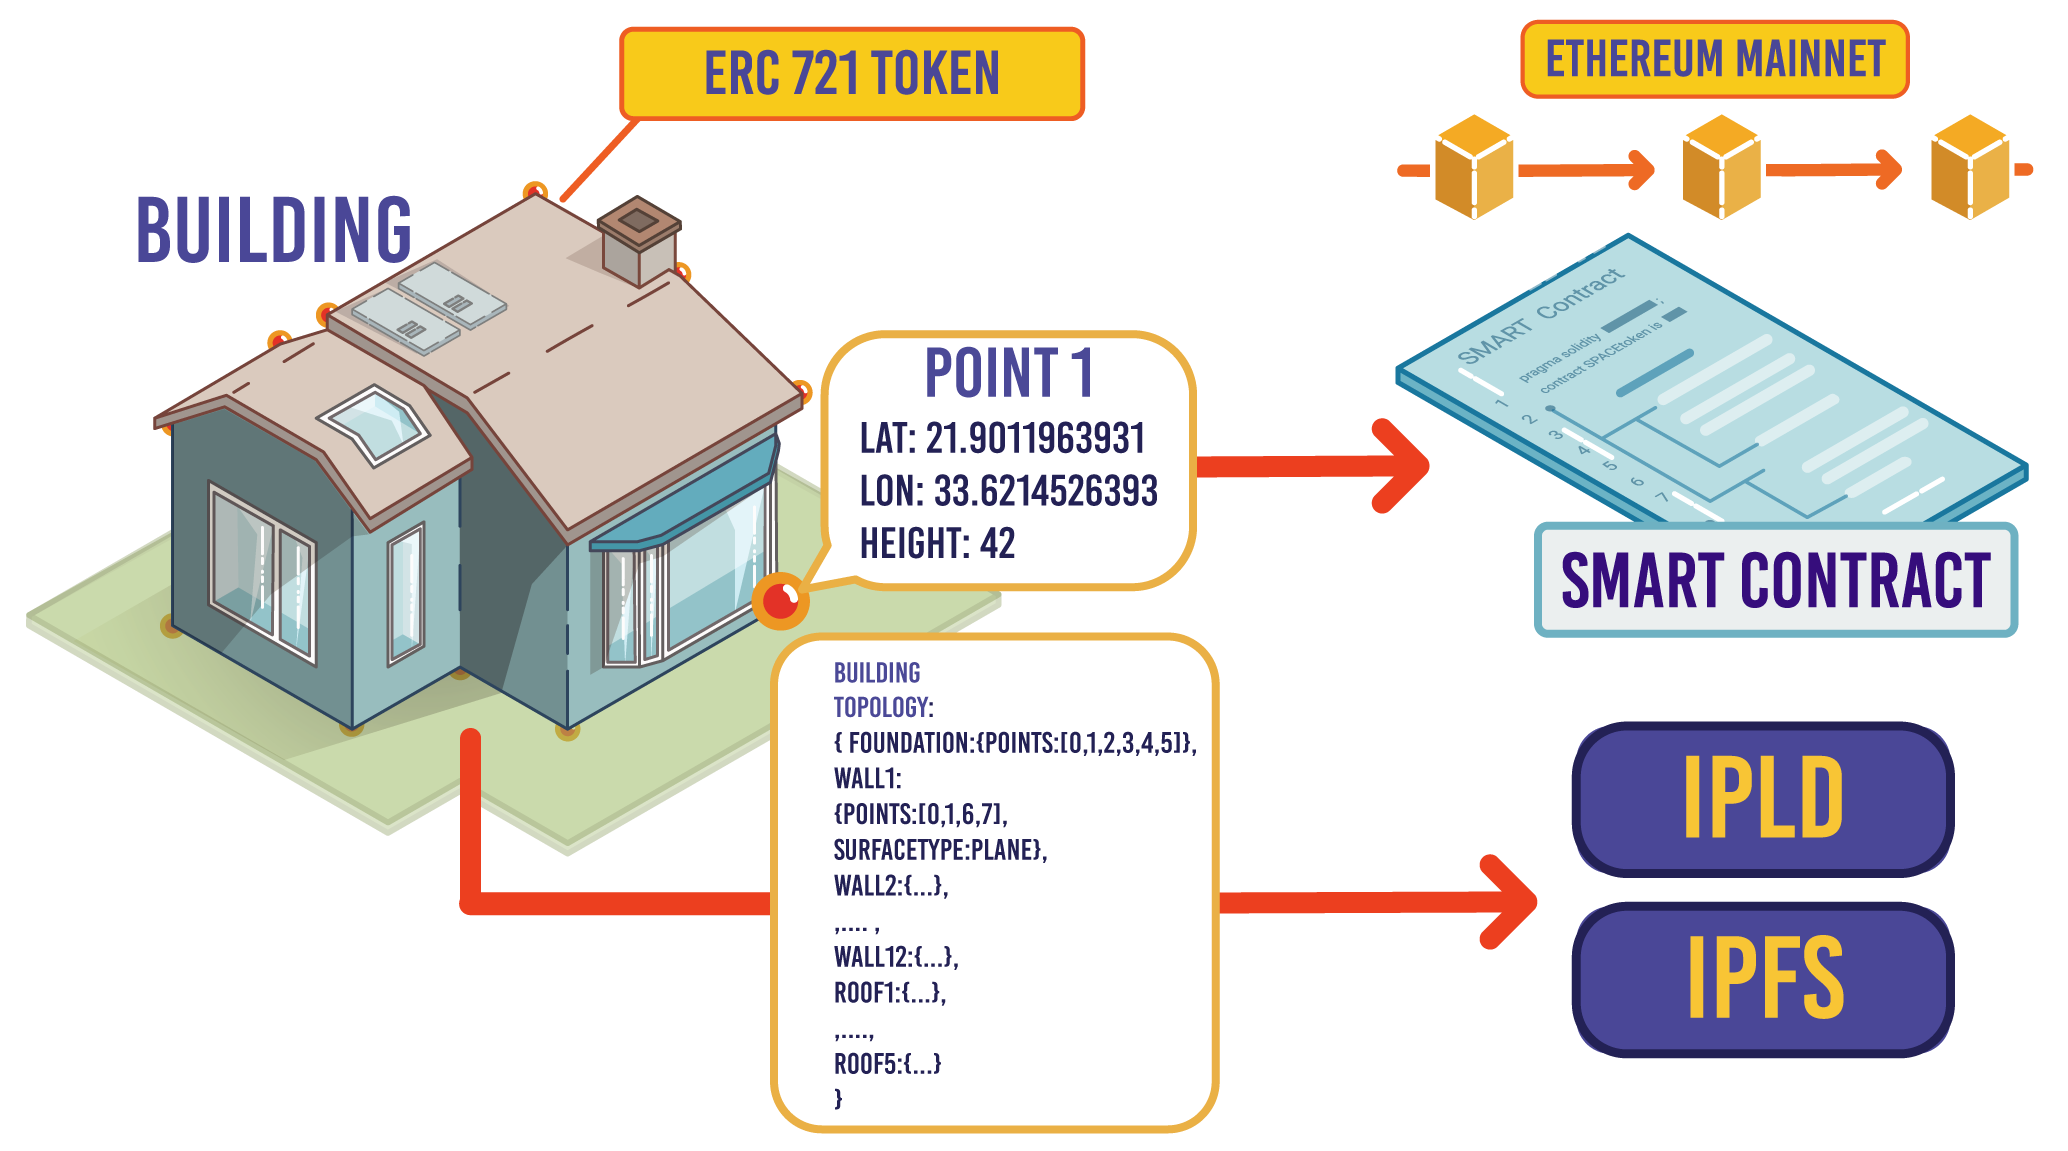 ERC 721 TOKEN
ETHEREUM MAINNET
BUILDING
SMART Contract
pragma solidity ;
contract SPACEtoken is
1
2
3
4
5
6
7
POINT 1
LAT: 21.9011963931
LON: 33.6214526393
HEIGHT: 42
SMART CONTRACT
BUILDING
TOPOLOGY:
{ FOUNDATION:{POINTS:[0,1,2,3,4,5]},
WALL1:
{POINTS:[0,1,6,7],
SURFACETYPE:PLANE},
WALL2:{...},
,.... ,
WALL12:{...},
ROOF1:{...},
,....,
ROOF5:{...}
}
IPLD
IPFS